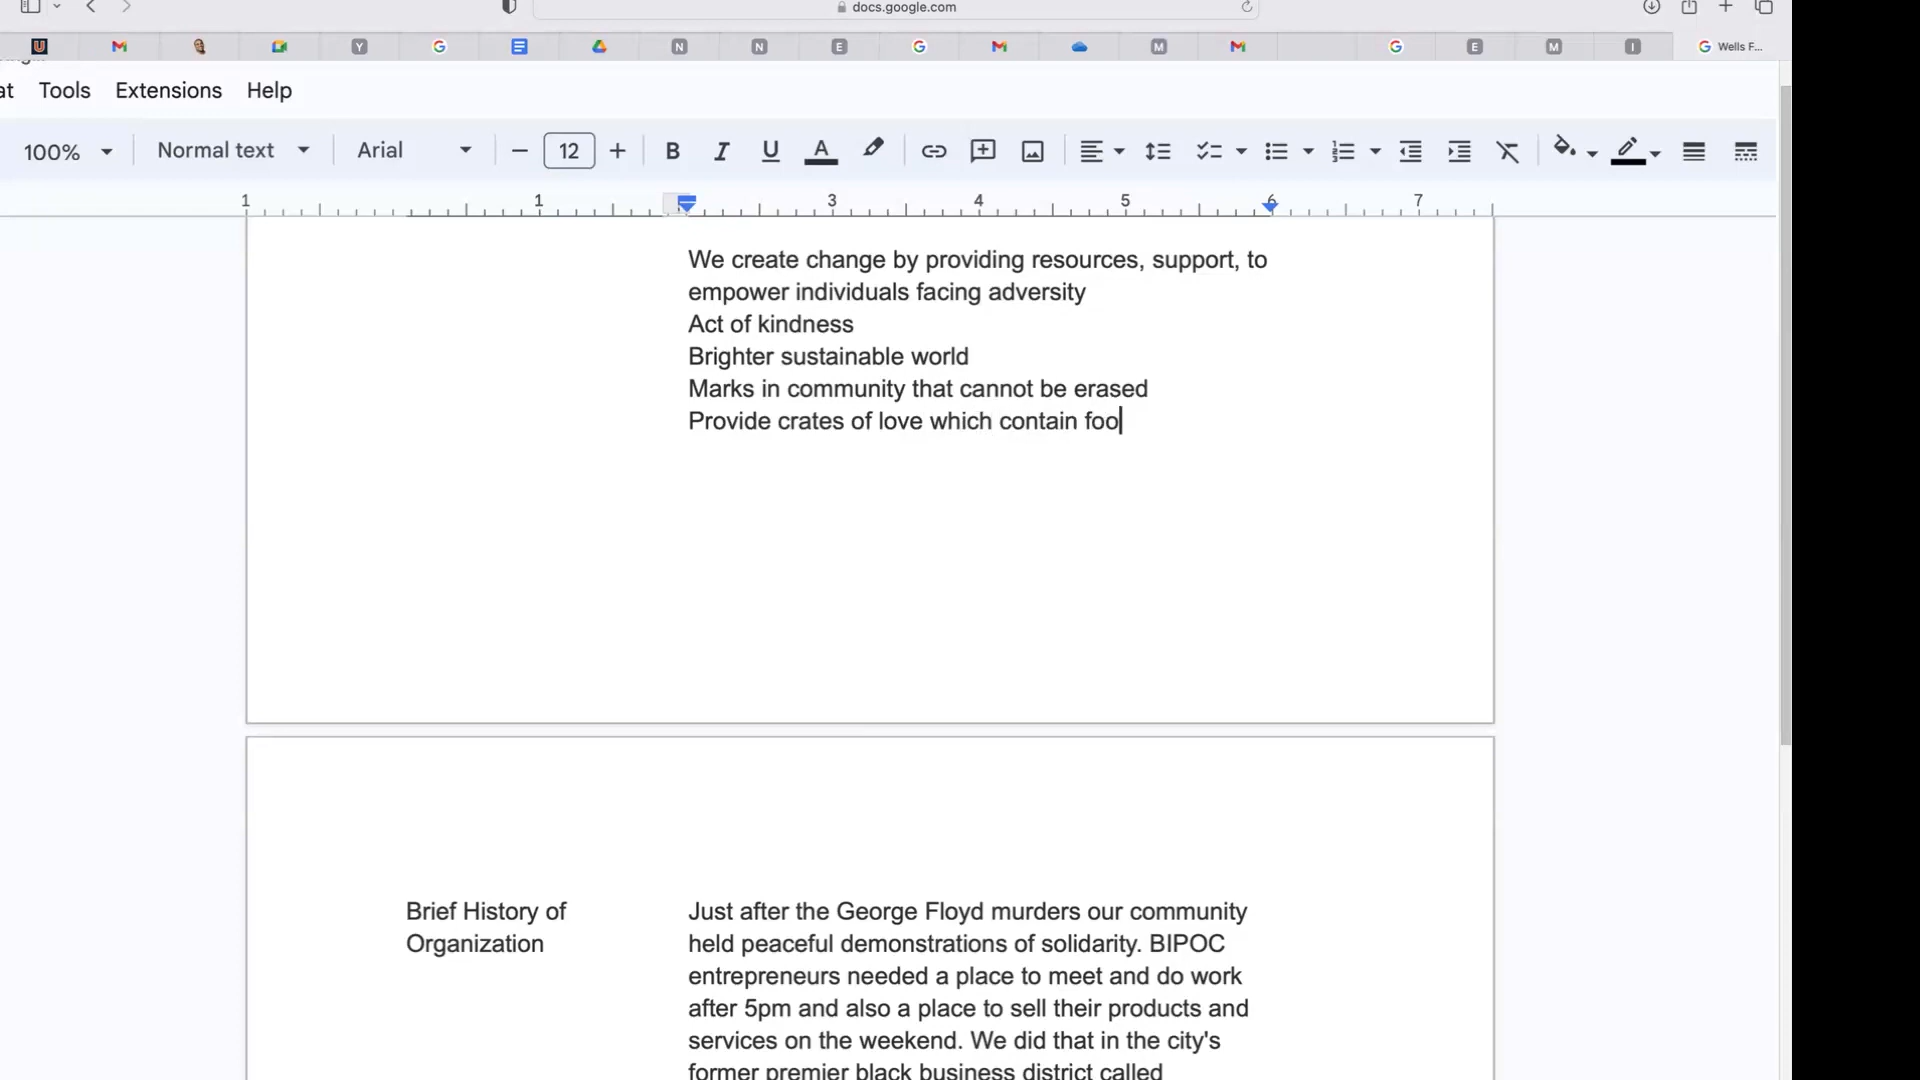 docs.google.com
U Y G N N E G M G E M I G Wells F...
at Tools Extensions Help
100% Normal text Arial − 12 + B I U A
1 1 3 4 5 6 7
We create change by providing resources, support, to
empower individuals facing adversity
Act of kindness
Brighter sustainable world
Marks in community that cannot be erased
Provide crates of love which contain foo
Brief History of
Organization
Just after the George Floyd murders our community
held peaceful demonstrations of solidarity. BIPOC
entrepreneurs needed a place to meet and do work
after 5pm and also a place to sell their products and
services on the weekend. We did that in the city's
former premier black business district called